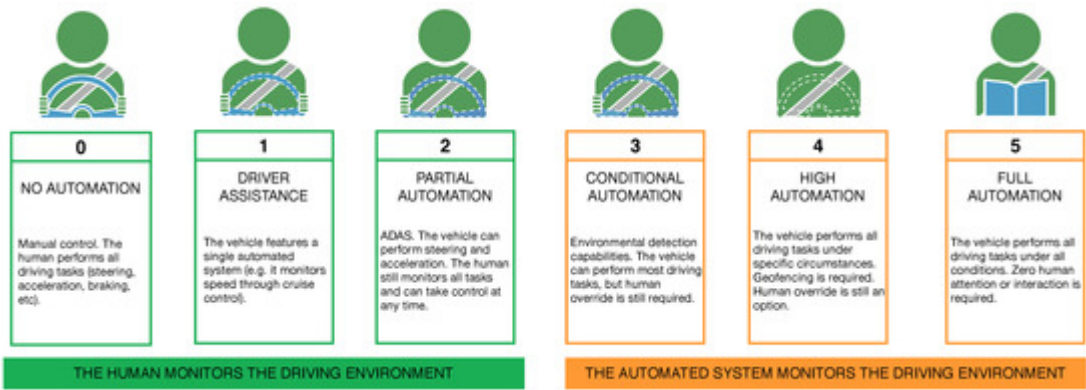 0
NO AUTOMATION
Manual control. The
human performs all
driving tasks (steering,
acceleration, braking,
etc).
1
DRIVER
ASSISTANCE
The vehicle features a
single automated
system (e.g. it monitors
speed through cruise
control).
2
PARTIAL
AUTOMATION
ADAS. The vehicle can
perform steering and
acceleration. The human
still monitors all tasks
and can take control at
any time.
3
CONDITIONAL
AUTOMATION
Environmental detection
capabilities. The vehicle
can perform most driving
tasks, but human
override is still required.
4
HIGH
AUTOMATION
The vehicle performs all
driving tasks under
specific circumstances.
Geofencing is required.
Human override is still an
option.
5
FULL
AUTOMATION
The vehicle performs all
driving tasks under all
conditions. Zero human
attention or interaction is
required.
THE HUMAN MONITORS THE DRIVING ENVIRONMENT
THE AUTOMATED SYSTEM MONITORS THE DRIVING ENVIRONMENT